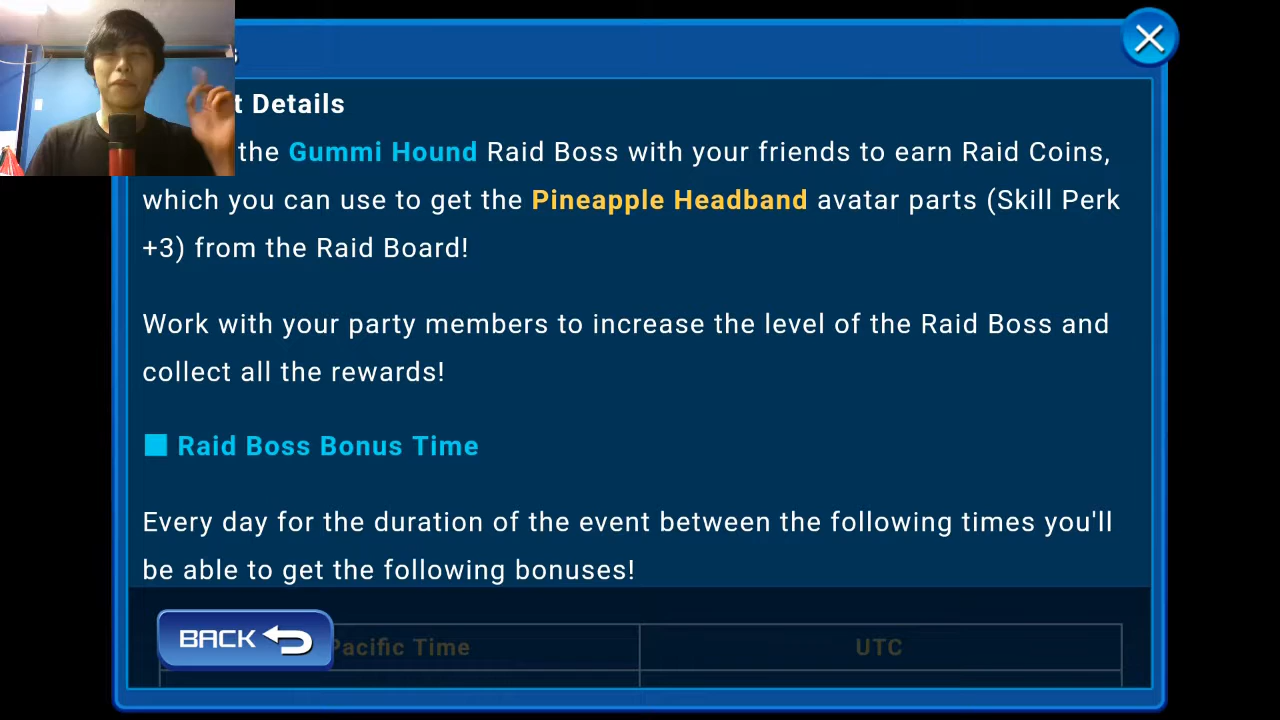 t Details
the Gummi Hound Raid Boss with your friends to earn Raid Coins,
which you can use to get the Pineapple Headband avatar parts (Skill Perk
+3) from the Raid Board!
Work with your party members to increase the level of the Raid Boss and
collect all the rewards!
Raid Boss Bonus Time
Every day for the duration of the event between the following times you'll
be able to get the following bonuses!
BACK
Pacific Time UTC